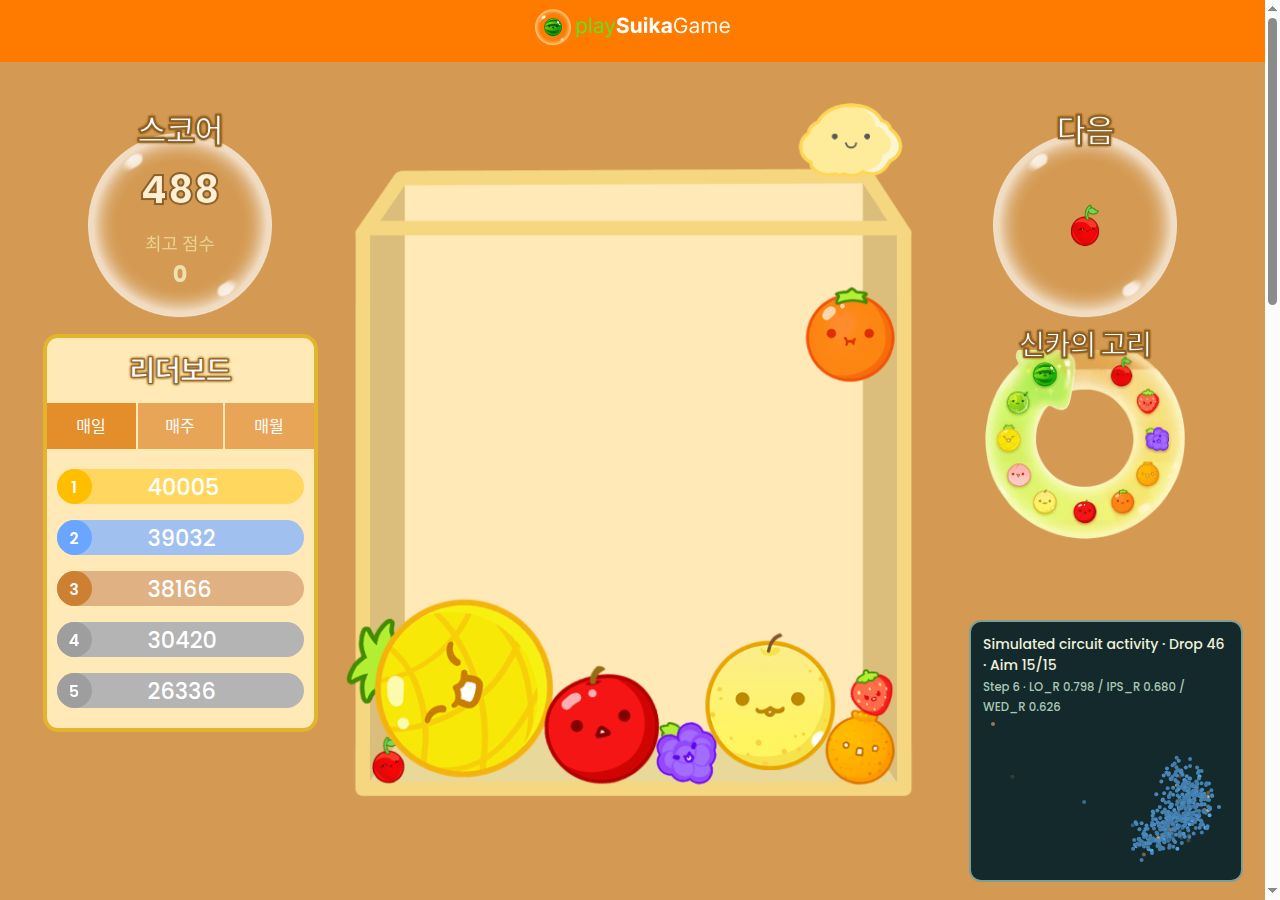 playSuikaGame
스코어
488
최고 점수
0
다음
신카의 고리
리더보드
매일 매주 매월
1 40005
2 39032
3 38166
4 30420
5 26336
Simulated circuit activity · Drop 46
· Aim 15/15
Step 6 · LO_R 0.798 / IPS_R 0.680 /
WED_R 0.626